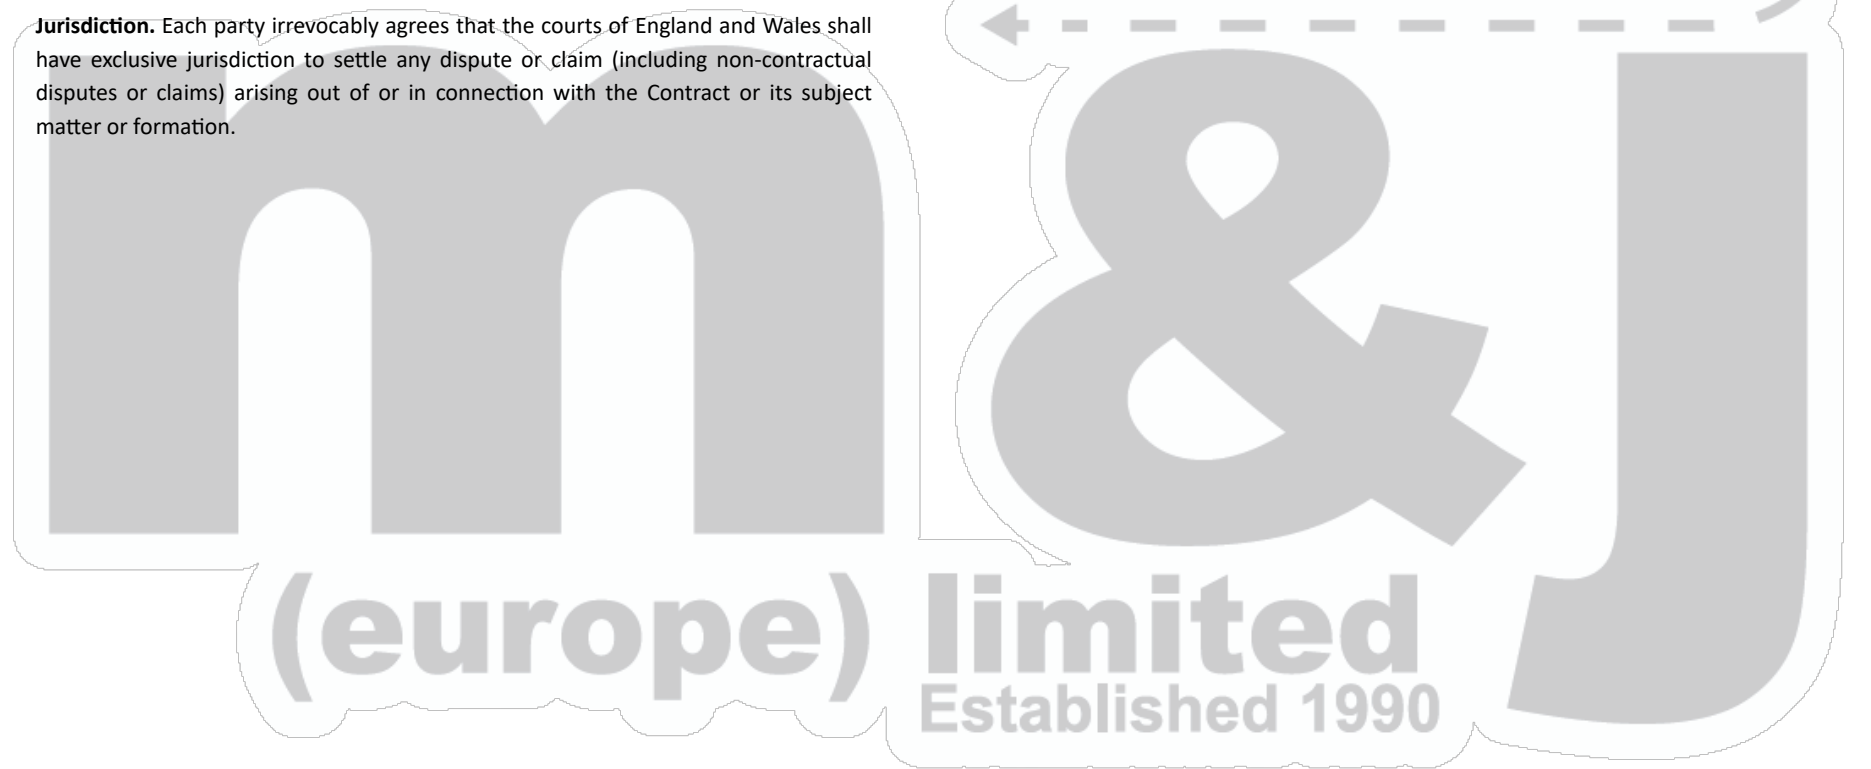 Jurisdiction. Each party irrevocably agrees that the courts of England and Wales shall
have exclusive jurisdiction to settle any dispute or claim (including non-contractual
disputes or claims) arising out of or in connection with the Contract or its subject
matter or formation.
m&J
(europe) limited
Established 1990